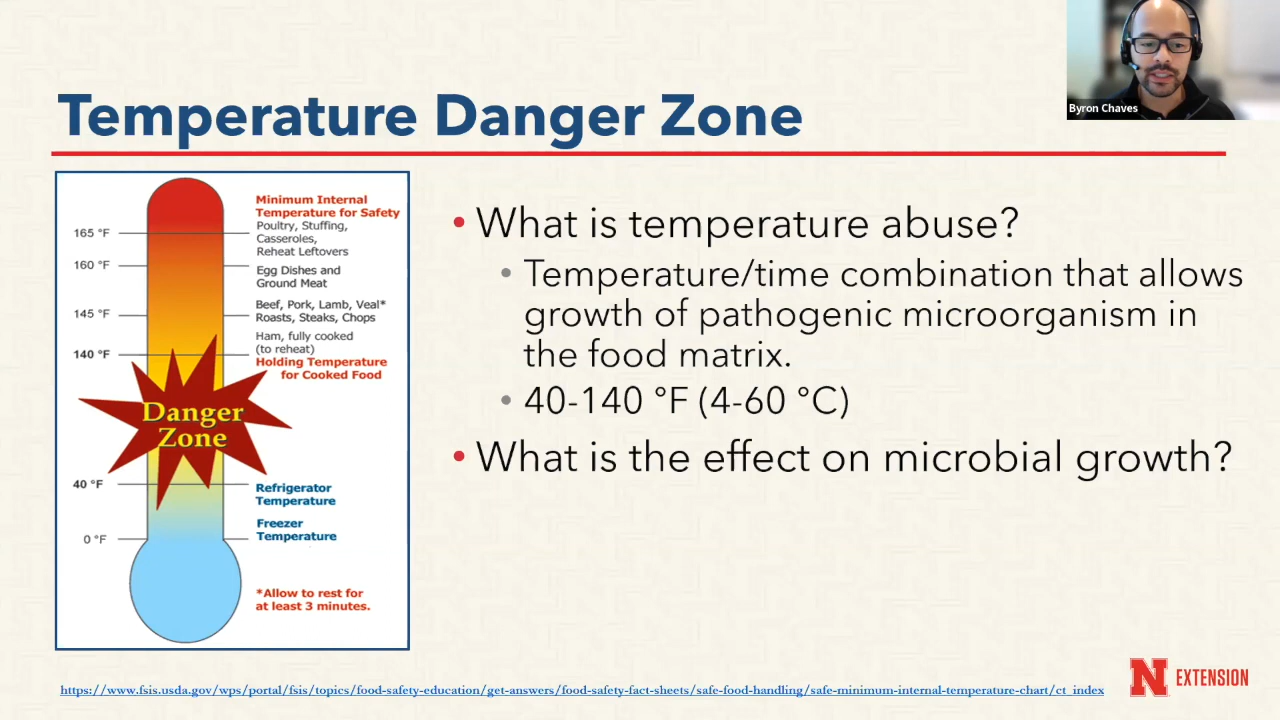 Byron Chaves
Temperature Danger Zone
Minimum Internal
Temperature for Safety
165 °F
Poultry, Stuffing,
Casseroles,
Reheat Leftovers
160 °F
Egg Dishes and
Ground Meat
145 °F
Beef, Pork, Lamb, Veal*
Roasts, Steaks, Chops
140 °F
Ham, fully cooked
(to reheat)
Holding Temperature
for Cooked Food
Danger
Zone
40 °F
Refrigerator
Temperature
Freezer
Temperature
0 °F
*Allow to rest for
at least 3 minutes.
• What is temperature abuse?
• Temperature/time combination that allows
growth of pathogenic microorganism in
the food matrix.
• 40-140 °F (4-60 °C)
• What is the effect on microbial growth?
https://www.fsis.usda.gov/wps/portal/fsis/topics/food-safety-education/get-answers/food-safety-fact-sheets/safe-food-handling/safe-minimum-internal-temperature-chart/ct_index
N EXTENSION